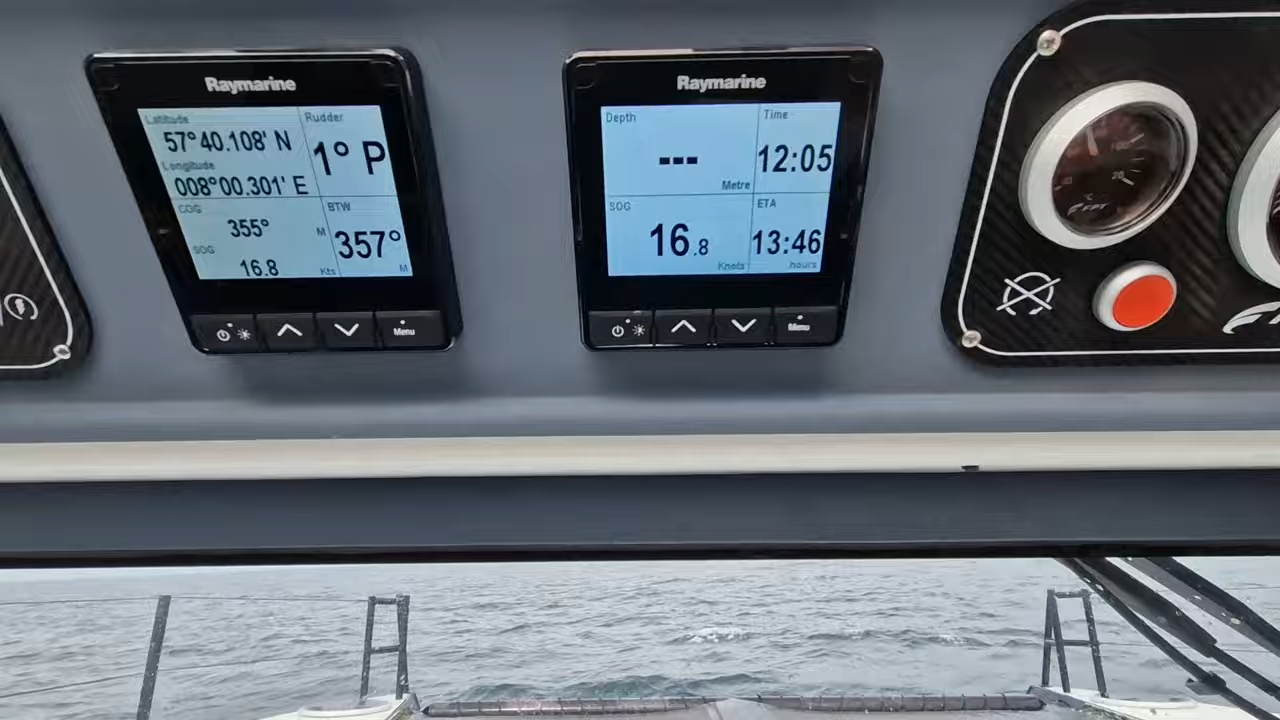 Raymarine
Latitude
57°40.108' N
Longitude
008°00.301' E
Rudder
1° P
COG
355° M
SOG
16.8 Kts
BTW
357° M
Menu
Raymarine
Depth
---
Metre
Time
12:05
SOG
16.8
Knots
ETA
13:46
hours
Menu
°C
FPT